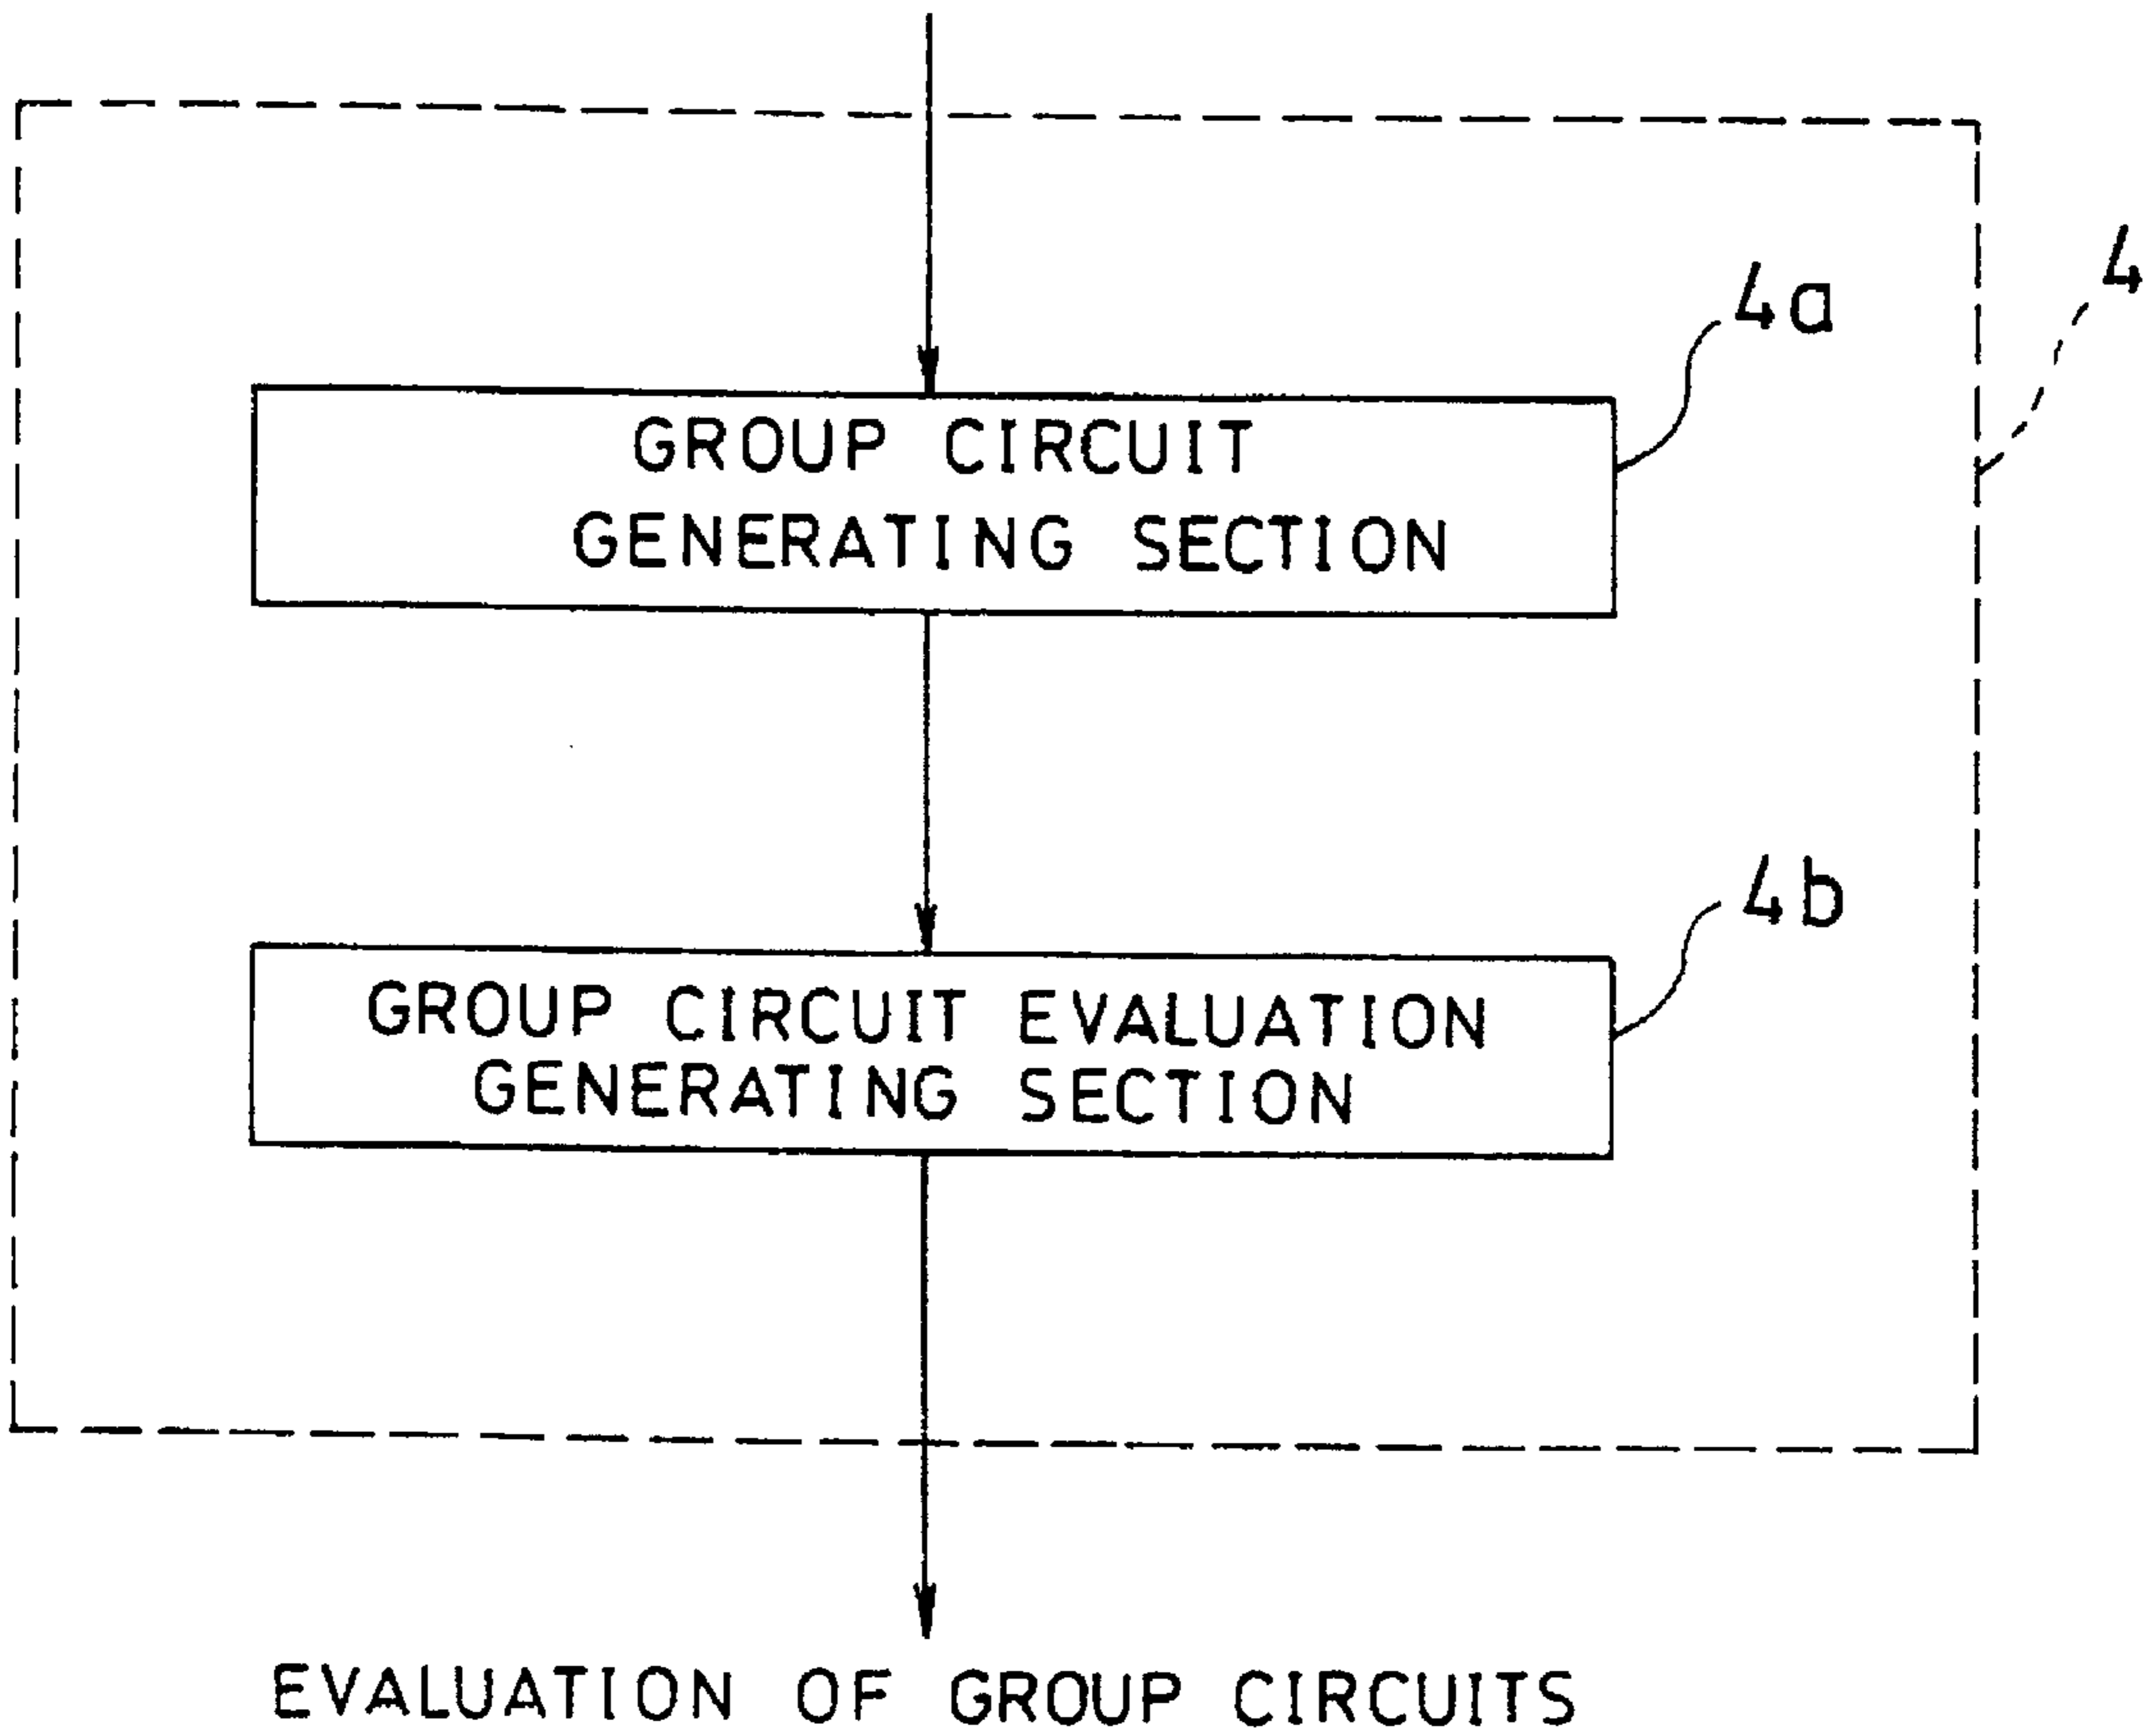 4
4a
GROUP CIRCUIT
GENERATING SECTION
4b
GROUP CIRCUIT EVALUATION
GENERATING SECTION
EVALUATION OF GROUP CIRCUITS